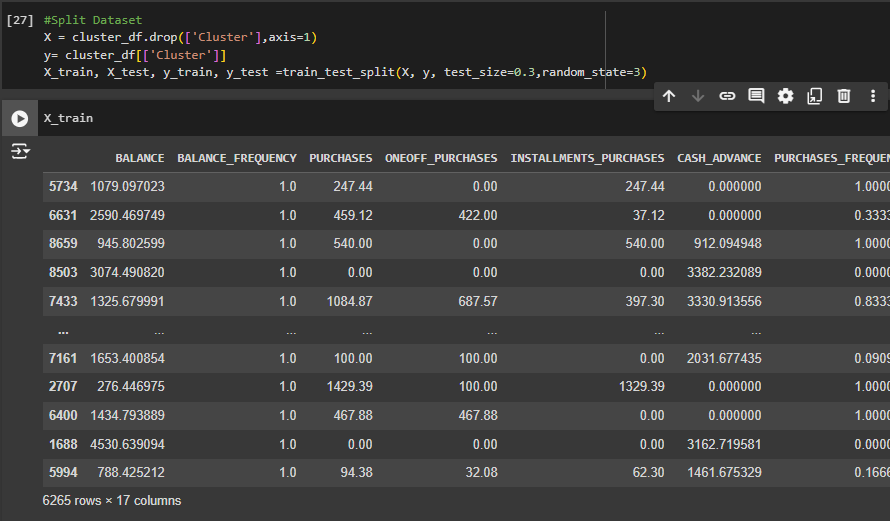 [27] #Split Dataset
X = cluster_df.drop(['Cluster'],axis=1)
y= cluster_df[['Cluster']]
X_train, X_test, y_train, y_test =train_test_split(X, y, test_size=0.3,random_state=3)
X_train
BALANCE BALANCE_FREQUENCY PURCHASES ONEOFF_PURCHASES INSTALLMENTS_PURCHASES CASH_ADVANCE PURCHASES_FREQUEN
5734 1079.097023 1.0 247.44 0.00 247.44 0.000000 1.0000
6631 2590.469749 1.0 459.12 422.00 37.12 0.000000 0.3333
8659 945.802599 1.0 540.00 0.00 540.00 912.094948 1.0000
8503 3074.490820 1.0 0.00 0.00 0.00 3382.232089 0.0000
7433 1325.679991 1.0 1084.87 687.57 397.30 3330.913556 0.8333
... ... ... ... ... ... ...
7161 1653.400854 1.0 100.00 100.00 0.00 2031.677435 0.0909
2707 276.446975 1.0 1429.39 100.00 1329.39 0.000000 1.0000
6400 1434.793889 1.0 467.88 467.88 0.00 0.000000 1.0000
1688 4530.639094 1.0 0.00 0.00 0.00 3162.719581 0.0000
5994 788.425212 1.0 94.38 32.08 62.30 1461.675329 0.1666
6265 rows × 17 columns